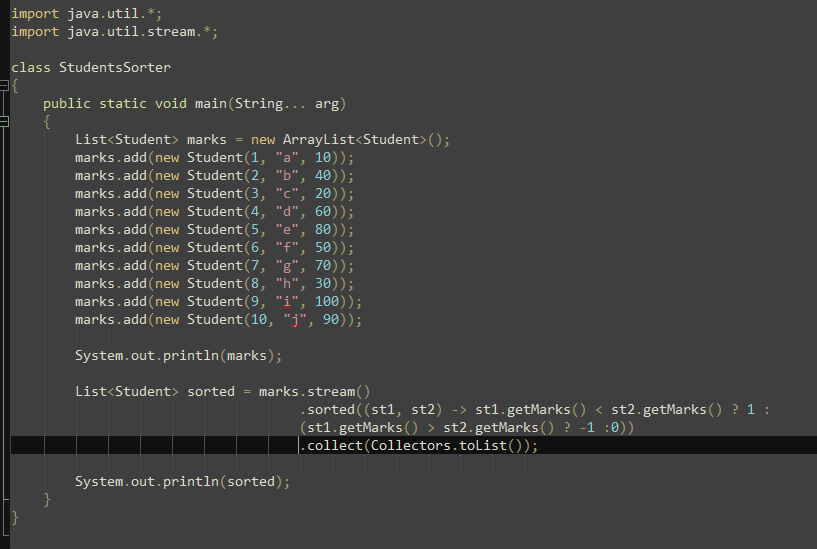 import java.util.*;
import java.util.stream.*;
class StudentsSorter
{
public static void main(String... arg)
{
List<Student> marks = new ArrayList<Student>();
marks.add(new Student(1, "a", 10));
marks.add(new Student(2, "b", 40));
marks.add(new Student(3, "c", 20));
marks.add(new Student(4, "d", 60));
marks.add(new Student(5, "e", 80));
marks.add(new Student(6, "f", 50));
marks.add(new Student(7, "g", 70));
marks.add(new Student(8, "h", 30));
marks.add(new Student(9, "i", 100));
marks.add(new Student(10, "j", 90));
System.out.println(marks);
List<Student> sorted = marks.stream()
.sorted((st1, st2) -> st1.getMarks() < st2.getMarks() ? 1 :
(st1.getMarks() > st2.getMarks() ? -1 :0))
.collect(Collectors.toList());
System.out.println(sorted);
}
}